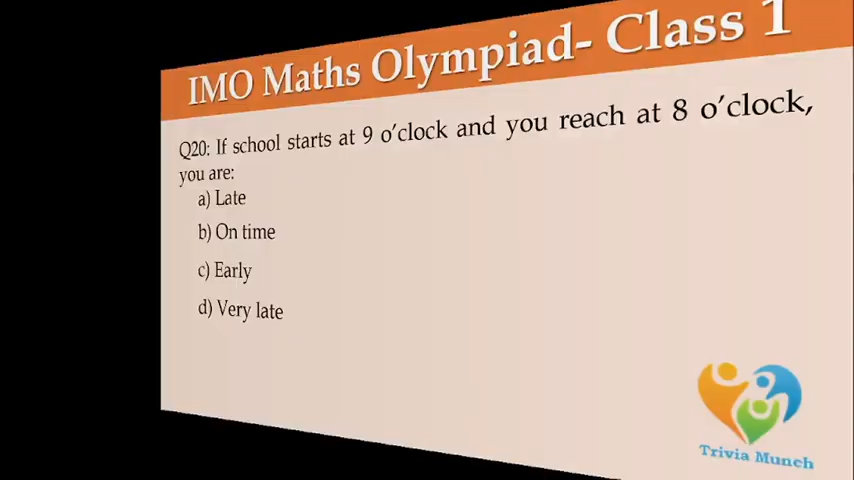 IMO Maths Olympiad- Class 1
Q20: If school starts at 9 o’clock and you reach at 8 o’clock,
you are:
a) Late
b) On time
c) Early
d) Very late
Trivia Munch